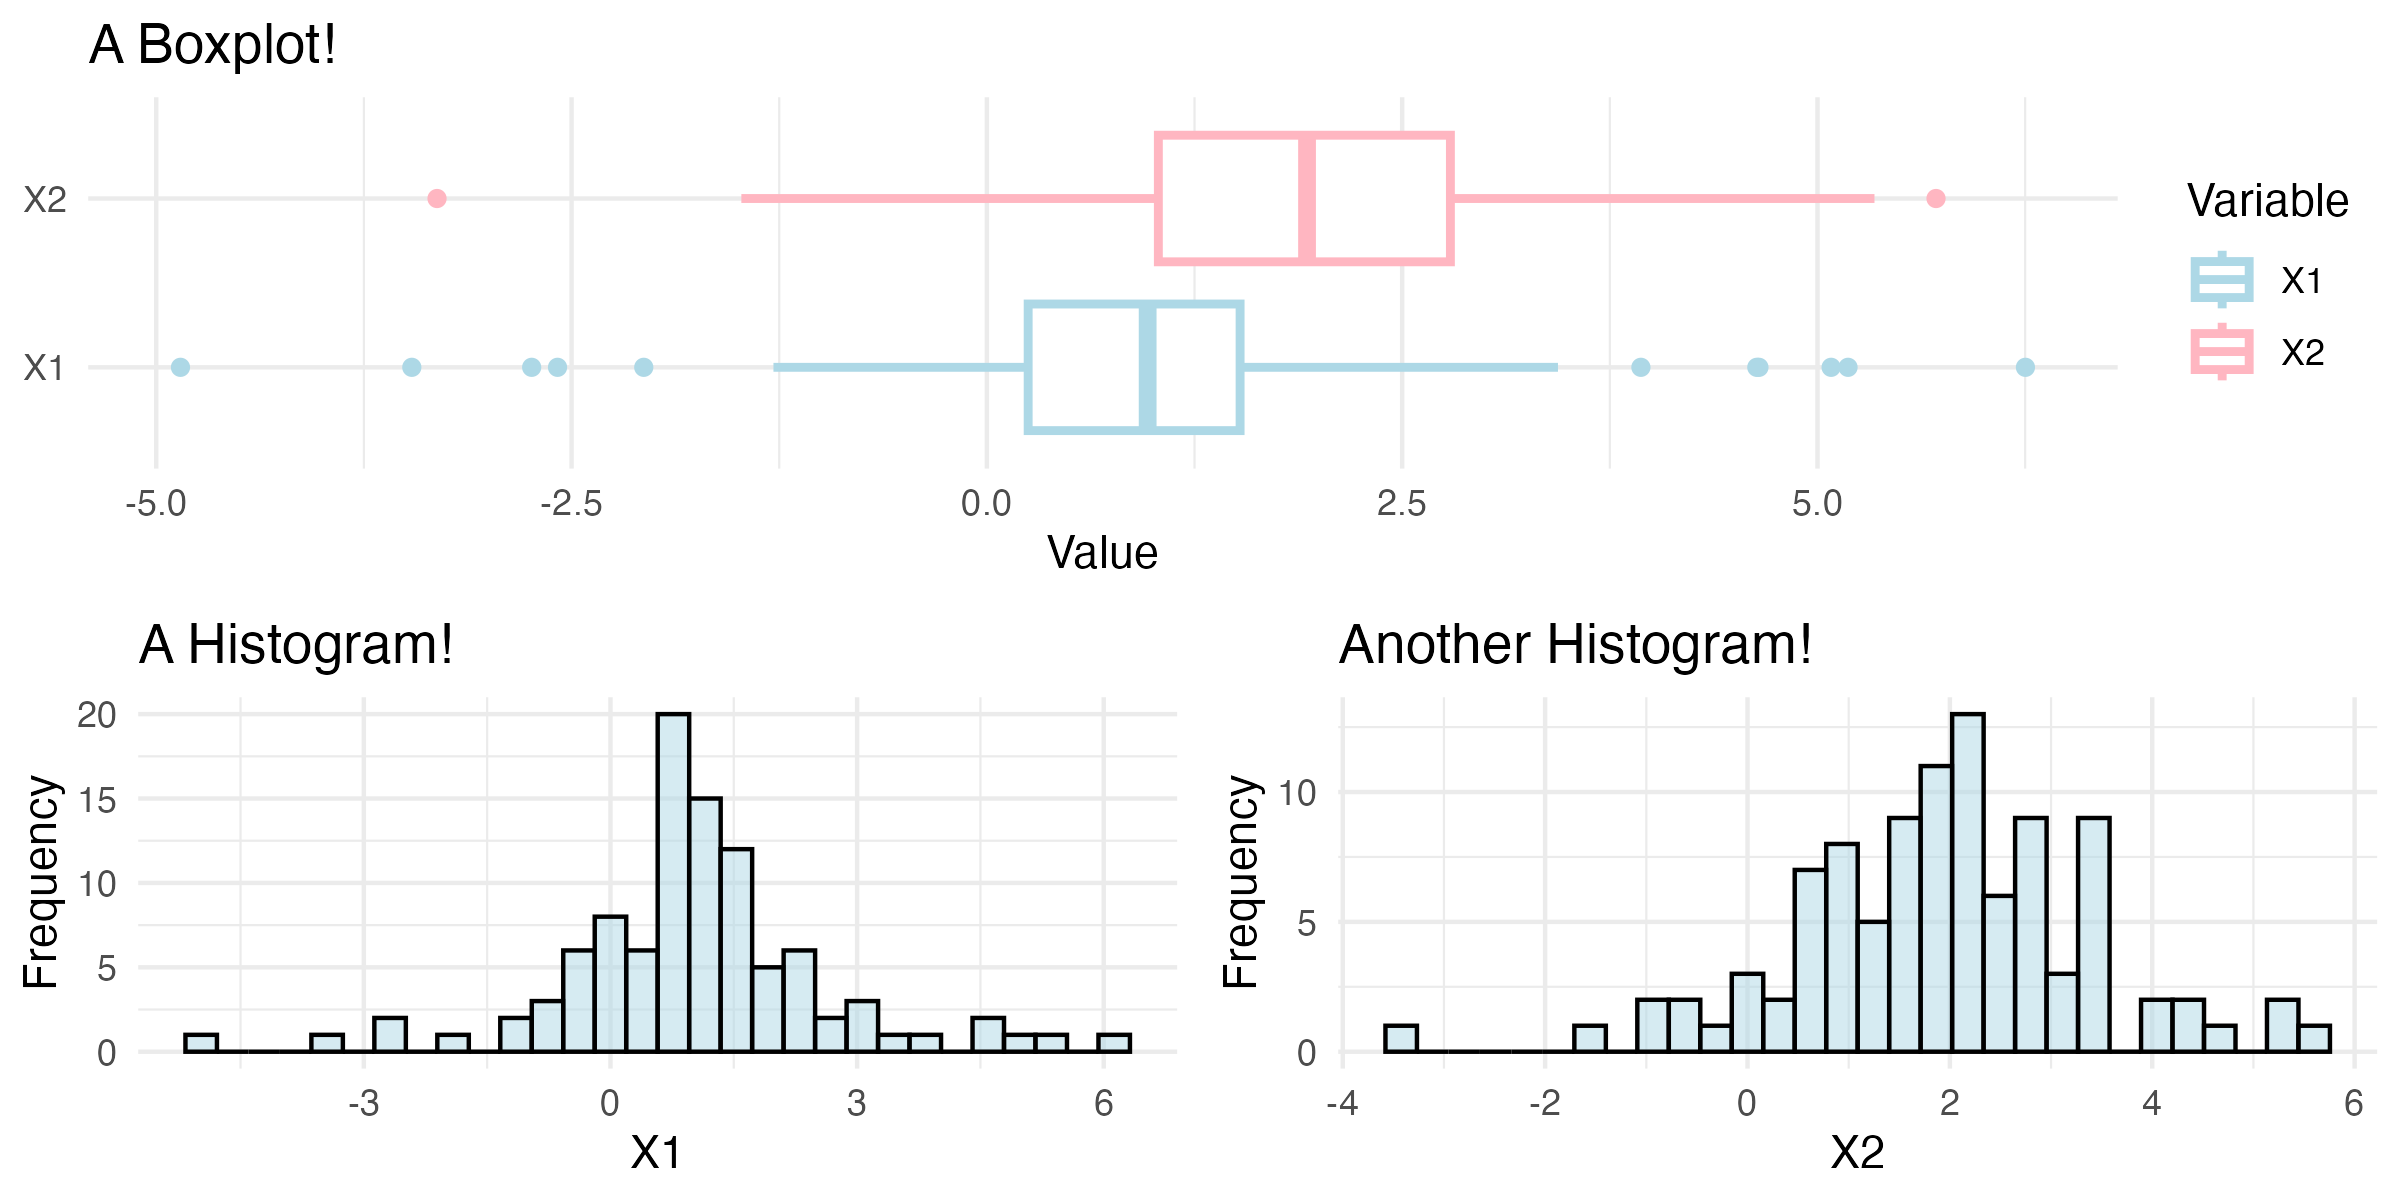 A Boxplot!
X2
X1
-5.0 -2.5 0.0 2.5 5.0
Value
Variable
X1
X2
A Histogram!
20
15
10
5
0
Frequency
-3 0 3 6
X1
Another Histogram!
10
5
0
Frequency
-4 -2 0 2 4 6
X2